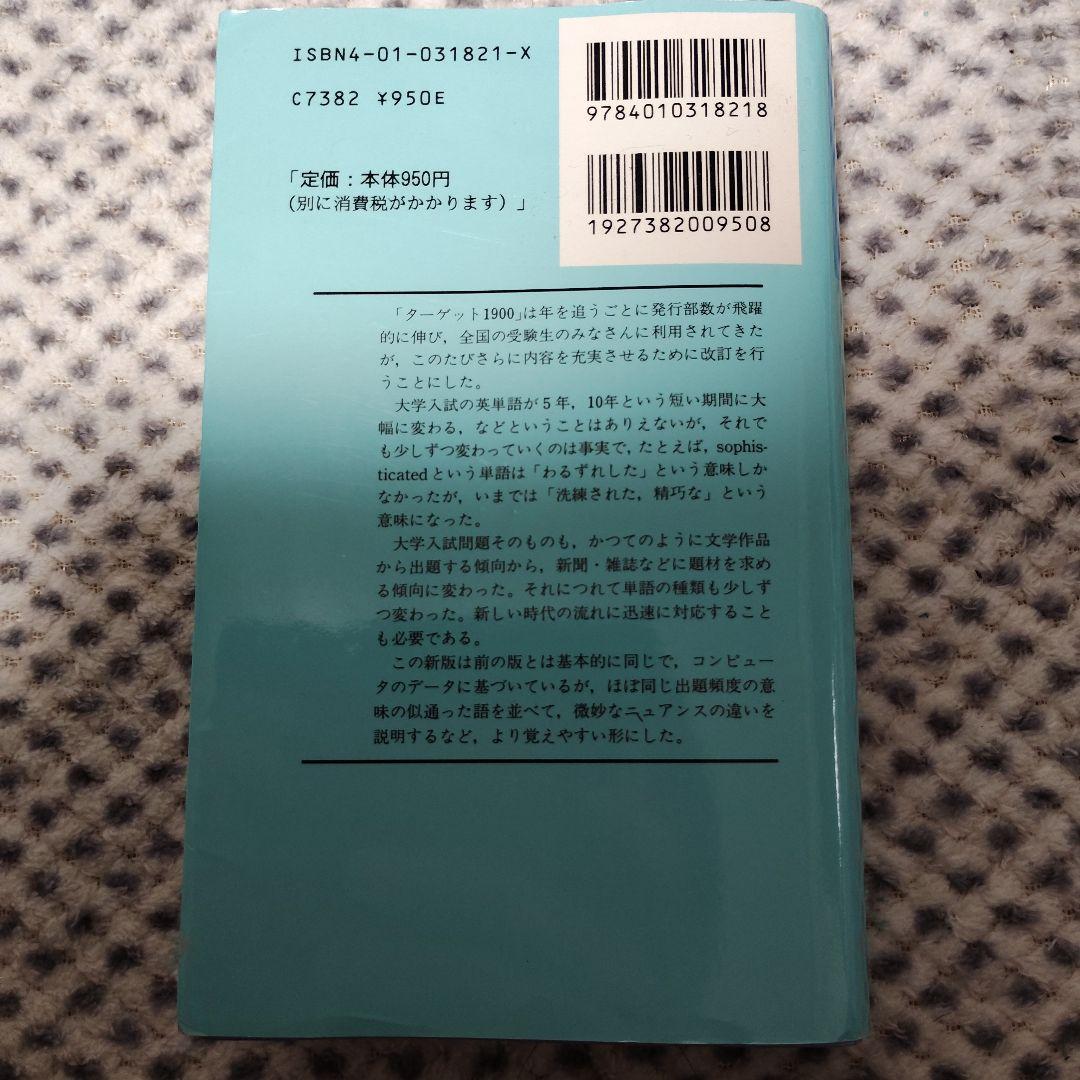 ISBN4-01-031821-X
C7382 ¥950E
「定価：本体950円
（別に消費税がかかります）」
9784010318218
1927382009508
「ターゲット1900」は年を追うごとに発行部数が飛躍
的に伸び，全国の受験生のみなさんに利用されてきた
が，このたびさらに内容を充実させるために改訂を行
うことにした。
大学入試の英単語が5年，10年という短い期間に大
幅に変わる，などということはありえないが，それで
も少しずつ変わっていくのは事実で，たとえば，sophis-
ticatedという単語は「わるずれした」という意味しか
なかったが，いまでは「洗練された，精巧な」という
意味になった。
大学入試問題そのものも，かつてのように文学作品
から出題する傾向から，新聞・雑誌などに題材を求め
る傾向に変わった。それにつれて単語の種類も少しず
つ変わった。新しい時代の流れに迅速に対応すること
も必要である。
この新版は前の版とは基本的に同じで，コンピュー
タのデータに基づいているが，ほぼ同じ出題頻度の意
味の似通った語を並べて，微妙なニュアンスの違いを
説明するなど，より覚えやすい形にした。